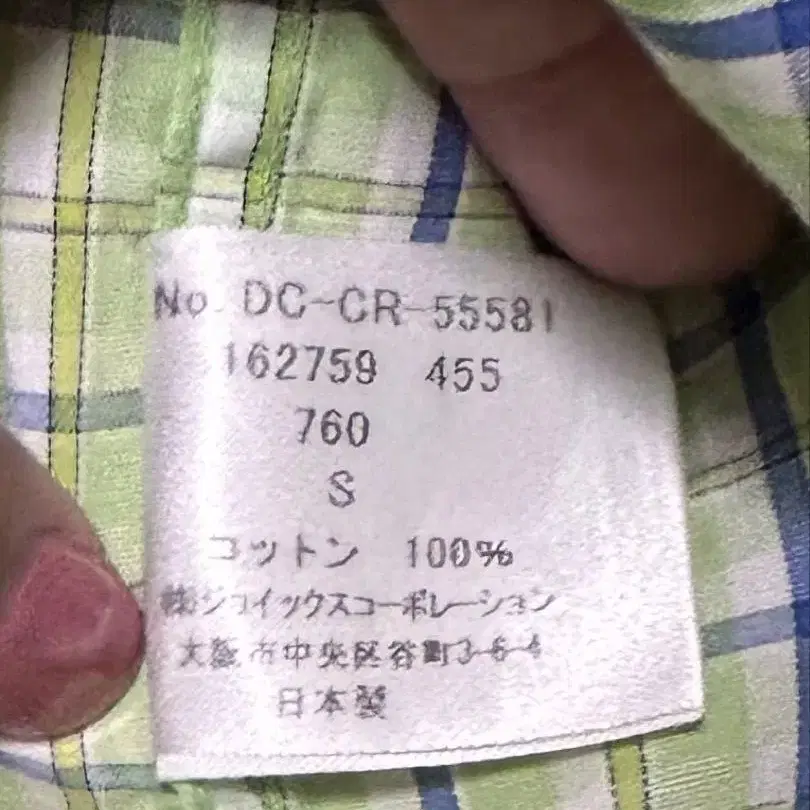 No. DC-CR-55581
162759 455
760
S
コットン 100%
㈱ジョイックスコーポレーション
大阪市中央区谷町3-6-4
日本製